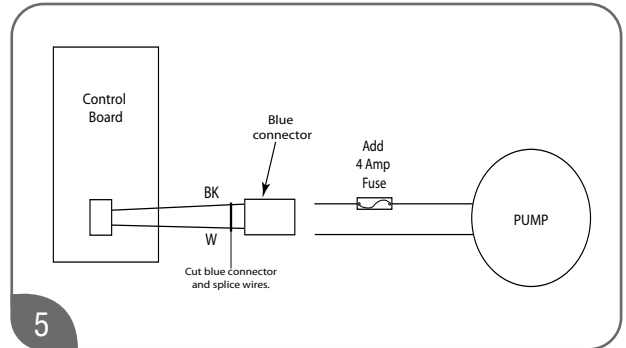 Control
Board
Blue
connector
Add
4 Amp
Fuse
BK
W
PUMP
Cut blue connector
and splice wires.
5